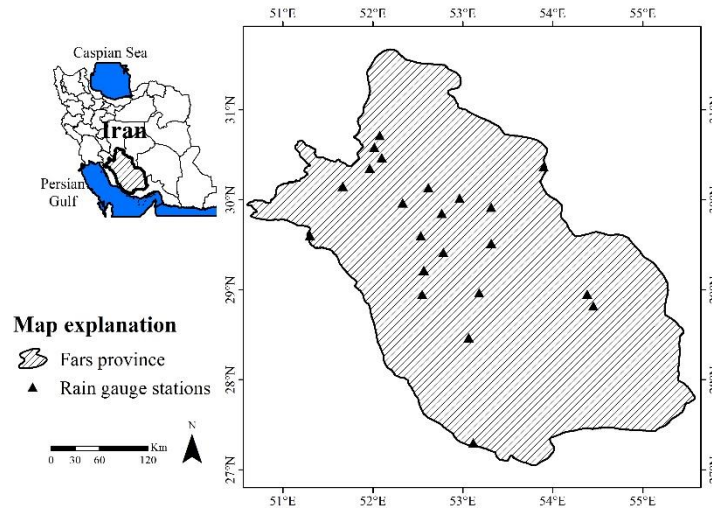 51°E 52°E 53°E 54°E 55°E
Caspian Sea
Iran
Persian
Gulf
31°N
30°N
29°N
28°N
27°N
Map explanation
Fars province
Rain gauge stations
N
Km
0 30 60 120
51°E 52°E 53°E 54°E 55°E